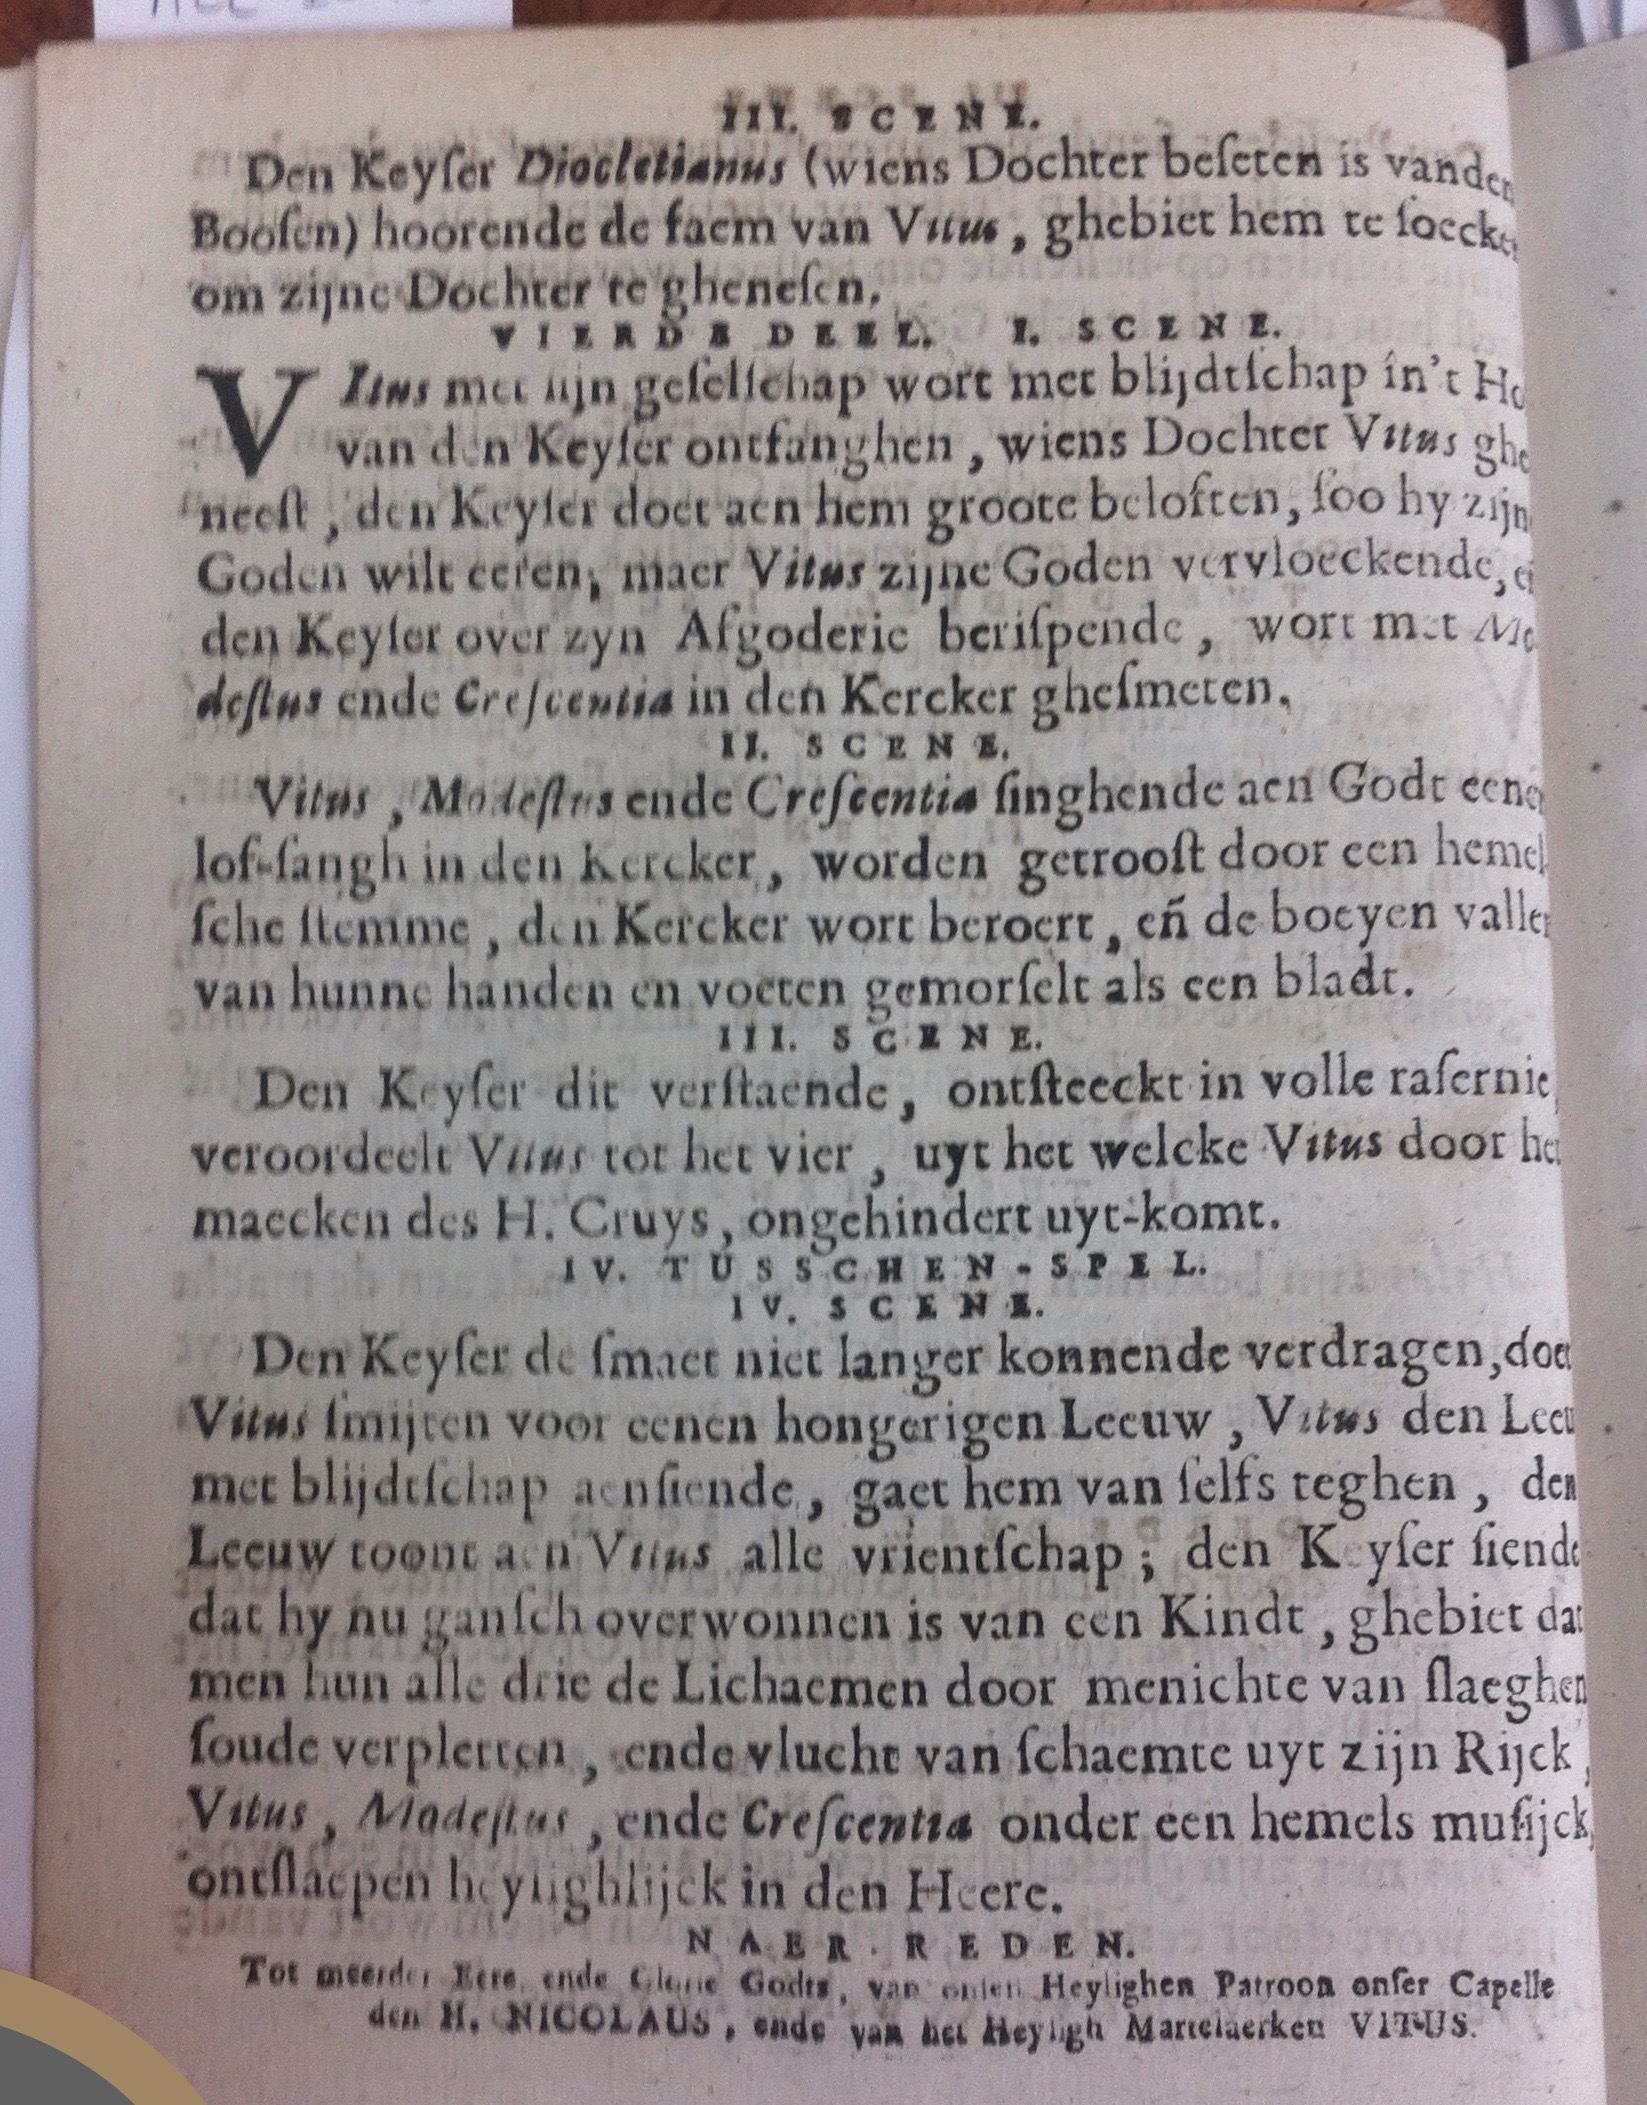 III. SCENE.
Den Keyſer Diocletianus (wiens Dochter beſeten is vanden
Booſen) hoorende de faem van Vitus, ghebiet hem te ſoecken
om zijne Dochter te gheneſen.
VIERDE DEEL. I. SCENE.
VItus met ſijn geſelſchap wort met blijdtſchap in't Ho
van den Keyſer ontfanghen, wiens Dochter Vitus ghe
neeſt, den Keyſer doet aen hem groote beloften, ſoo hy zijn
Goden wilt eeren, maer Vitus zijne Goden vervloeckende,
den Keyſer over zyn Afgoderie beriſpende, wort met Mo
deſtus ende Creſcentia in den Kercker gheſmeten.
II. SCENE.
Vitus, Modeſtus ende Creſcentia ſinghende aen Godt eenen
lof-ſangh in den Kercker, worden getrooſt door een hemel
ſche ſtemme, den Kercker wort beroert, eñ de boeyen vallen
van hunne handen en voeten gemorſelt als een bladt.
III. SCENE.
Den Keyſer dit verſtaende, ontſteeckt in volle raſernie
veroordeelt Vitus tot het vier, uyt het welcke Vitus door het
maecken des H. Cruys, ongehindert uyt-komt.
IV. TUSSCHEN-SPEL.
IV. SCENE.
Den Keyſer de ſmaet niet langer konnende verdragen, doet
Vitus ſmijten voor eenen hongerigen Leeuw, Vitus den Leeu
met blijdtſchap aenſiende, gaet hem van ſelfs teghen, den
Leeuw toont aen Vitus alle vrientſchap; den Keyſer ſiende
dat hy nu ganſch overwonnen is van een Kindt, ghebiet dat
men hun alle drie de Lichaemen door menichte van ſlaeghen
ſoude verpletten, ende vlucht van ſchaemte uyt zijn Rijck,
Vitus, Modeſtus, ende Creſcentia onder een hemels muſijck,
ontſlaepen heylighlijck in den Heere.
NAER-REDEN.
Tot meerder Eere ende Glorie Godts, van onſen Heylighen Patroon onſer Capelle
den H. NICOLAUS, ende van het Heyligh Martelaerken VITUS.